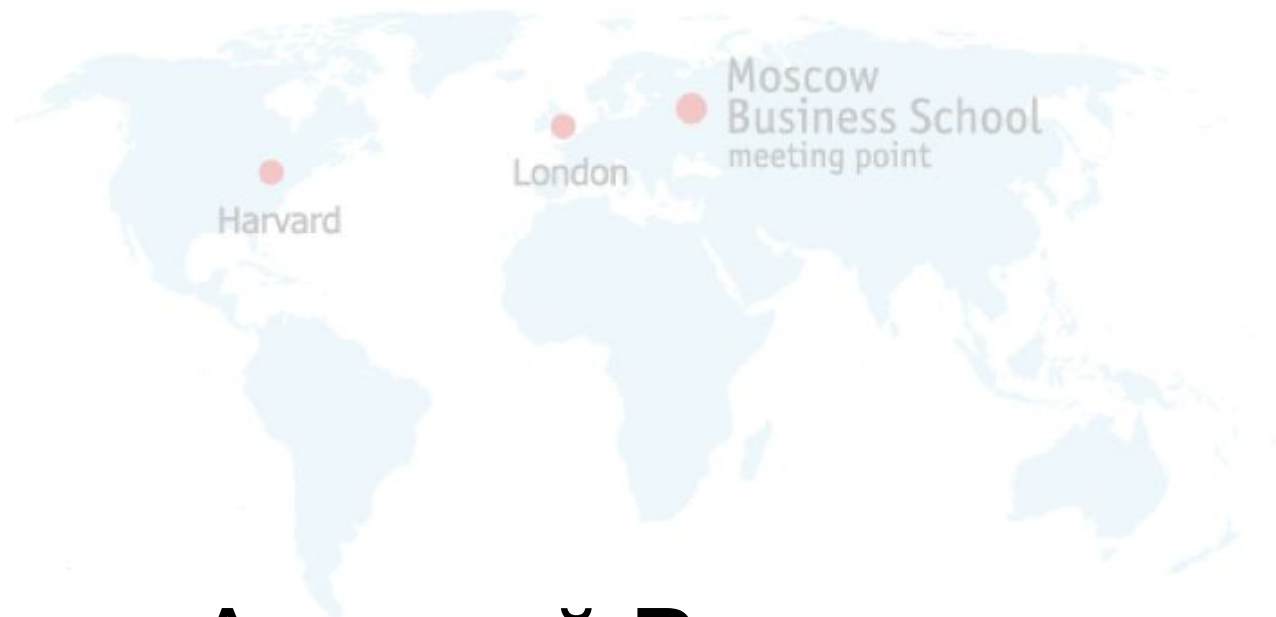 Moscow
Business School
meeting point
London
Harvard